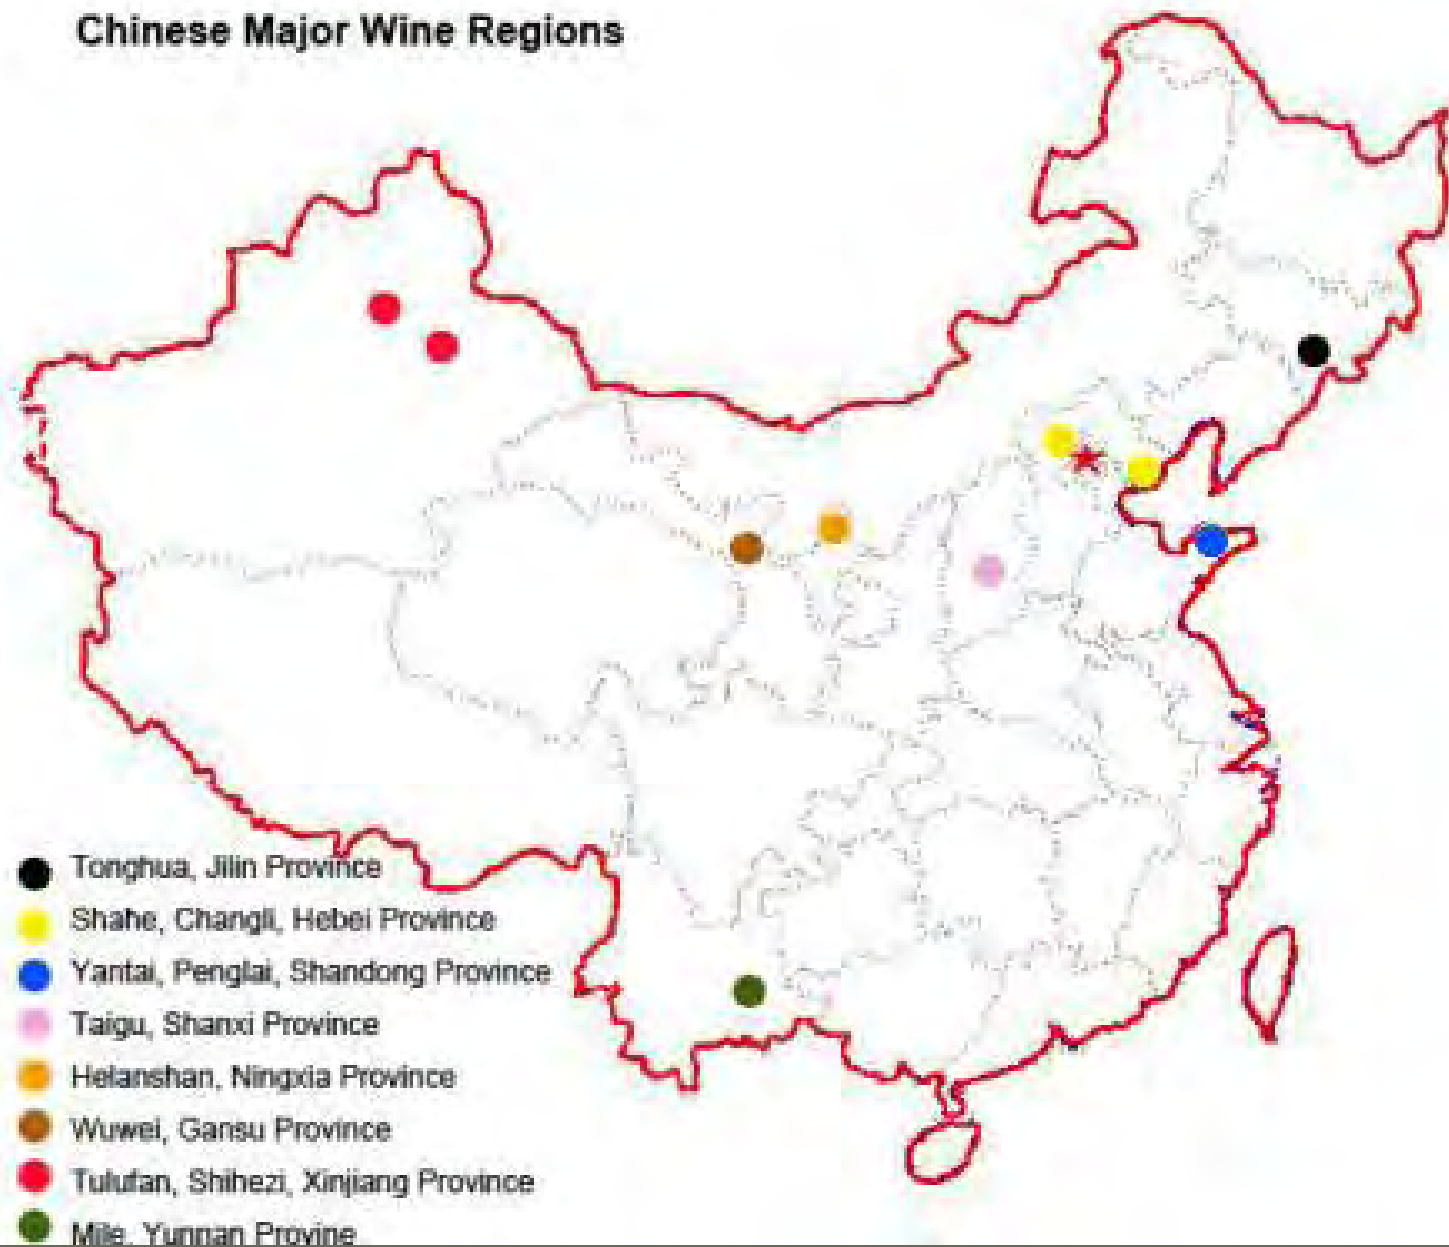 Chinese Major Wine Regions
Tonghua, Jilin Province
Shahe, Changli, Hebei Province
Yantai, Penglai, Shandong Province
Taigu, Shanxi Province
Helanshan, Ningxia Province
Wuwei, Gansu Province
Tulufan, Shihezi, Xinjiang Province
Mile, Yunnan Provine